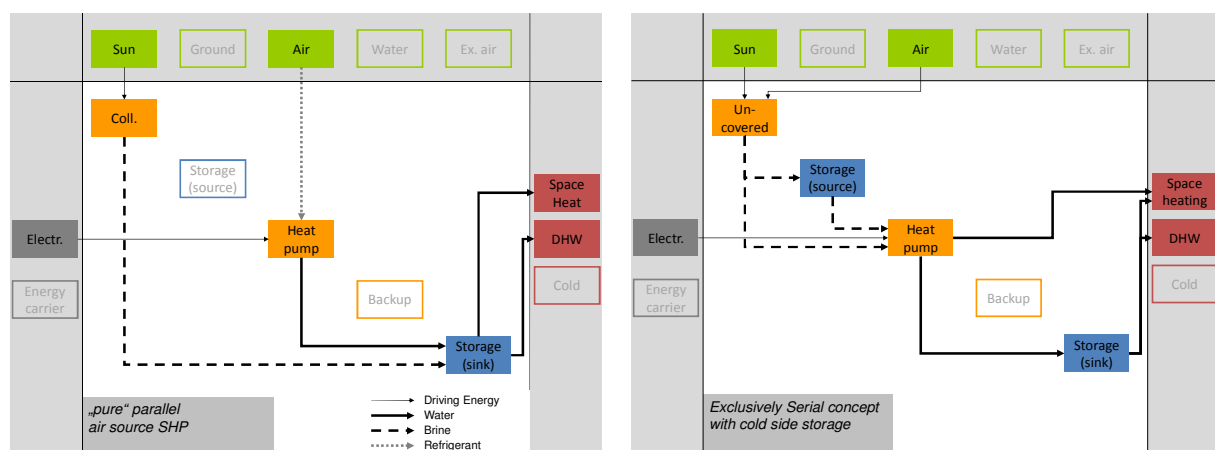 Sun
Ground
Air
Water
Ex. air
Coll.
Storage
(source)
Space
Heat
Electr.
Heat
pump
DHW
Energy
carrier
Backup
Cold
Storage
(sink)
„pure“ parallel
air source SHP
Driving Energy
Water
Brine
Refrigerant
Sun
Ground
Air
Water
Ex. air
Un-
covered
Storage
(source)
Space
heating
Electr.
Heat
pump
DHW
Energy
carrier
Backup
Cold
Storage
(sink)
Exclusively Serial concept
with cold side storage